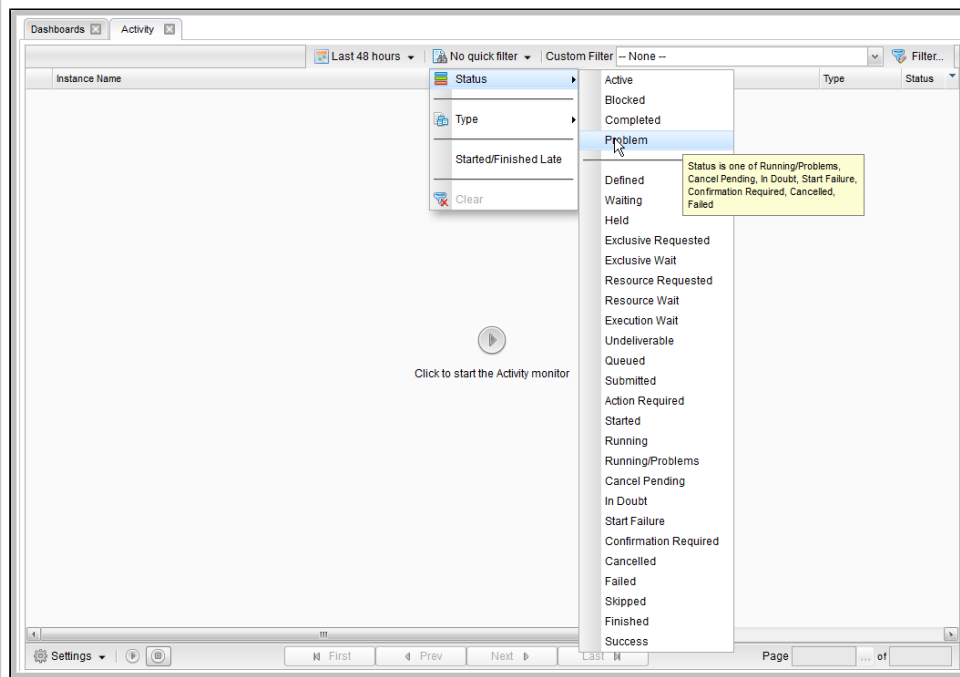 Dashboards
Activity
Last 48 hours
No quick filter
Custom Filter
-- None --
Filter...
Instance Name
Type
Status
Status
Type
Started/Finished Late
Clear
Active
Blocked
Completed
Problem
Status is one of Running/Problems,
Cancel Pending, In Doubt, Start Failure,
Confirmation Required, Cancelled,
Failed
Defined
Waiting
Held
Exclusive Requested
Exclusive Wait
Resource Requested
Resource Wait
Execution Wait
Undeliverable
Queued
Submitted
Action Required
Started
Running
Running/Problems
Cancel Pending
In Doubt
Start Failure
Confirmation Required
Cancelled
Failed
Skipped
Finished
Success
Click to start the Activity monitor
Settings
First
Prev
Next
Last
Page
... of